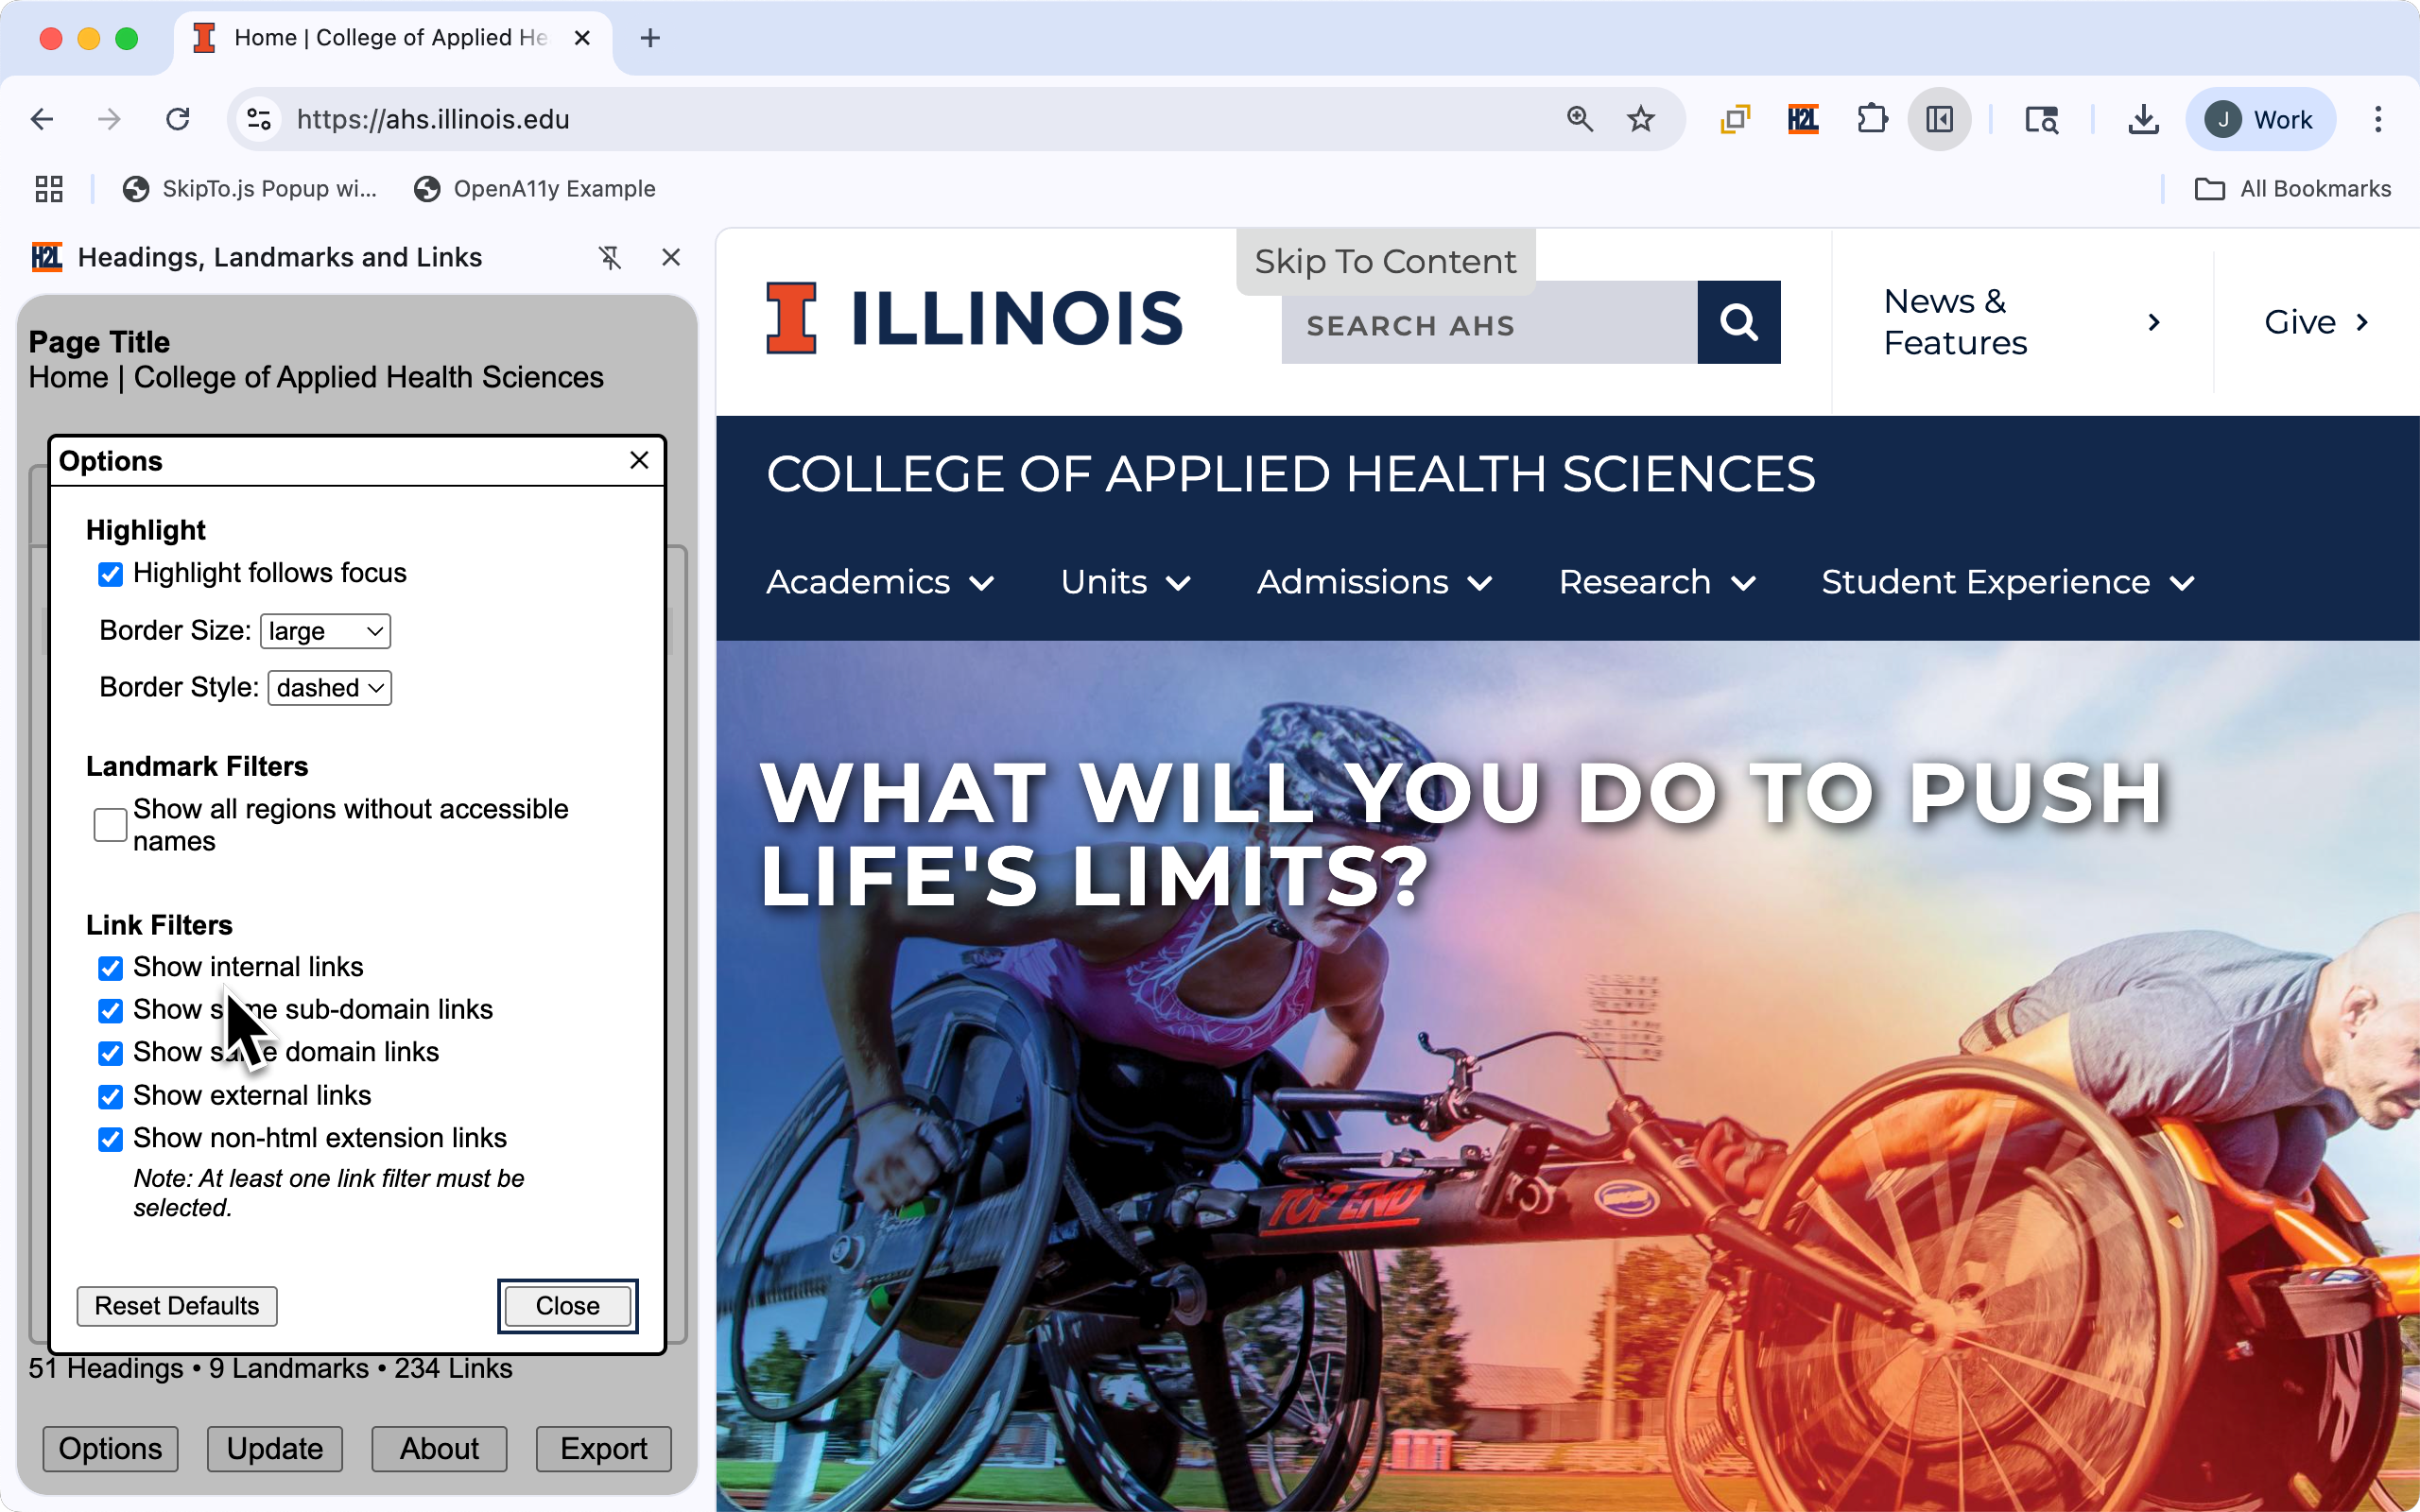 Home | College of Applied He
https://ahs.illinois.edu
H2L
J Work
SkipTo.js Popup wi...
OpenA11y Example
All Bookmarks
H2L Headings, Landmarks and Links
Page Title
Home | College of Applied Health Sciences
Options
Highlight
Highlight follows focus
Border Size: large
Border Style: dashed
Landmark Filters
Show all regions without accessible
names
Link Filters
Show internal links
Show same sub-domain links
Show same domain links
Show external links
Show non-html extension links
Note: At least one link filter must be
selected.
Reset Defaults
Close
51 Headings • 9 Landmarks • 234 Links
Options
Update
About
Export
Skip To Content
ILLINOIS
SEARCH AHS
News &
Features
Give
COLLEGE OF APPLIED HEALTH SCIENCES
Academics
Units
Admissions
Research
Student Experience
WHAT WILL YOU DO TO PUSH
LIFE'S LIMITS?
TOP END